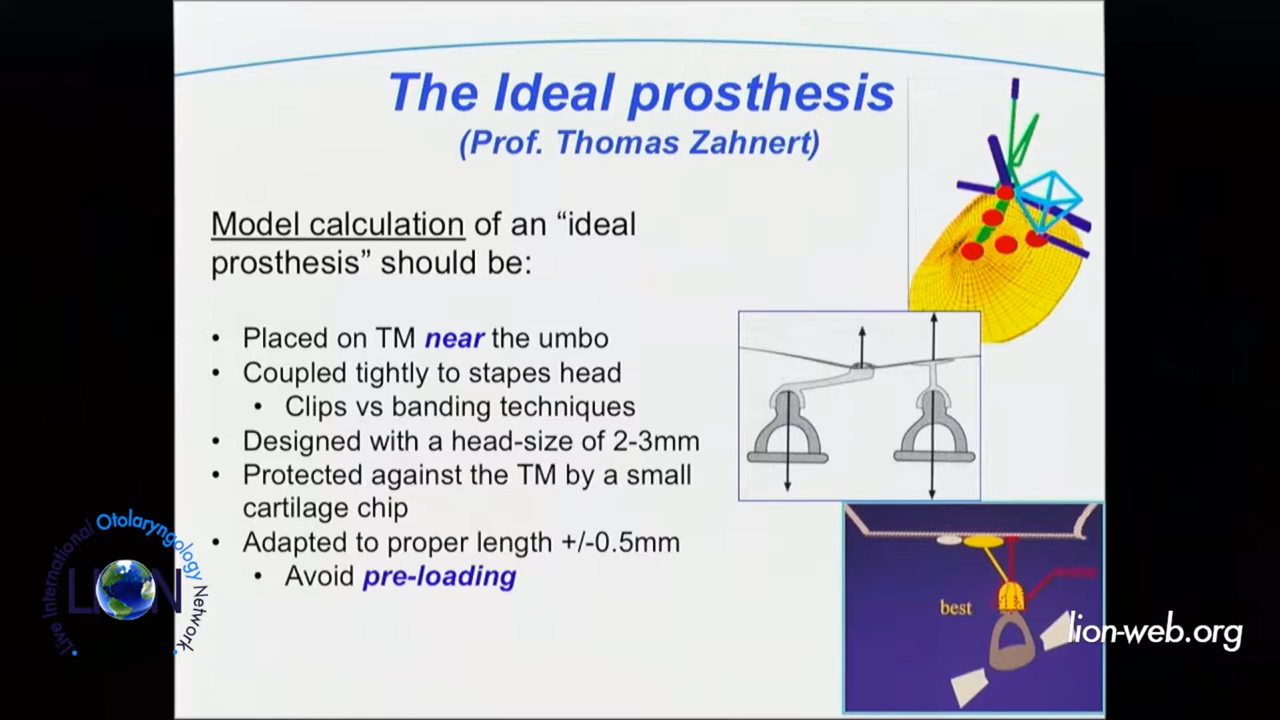 The Ideal prosthesis
(Prof. Thomas Zahnert)
Model calculation of an “ideal
prosthesis” should be:
• Placed on TM near the umbo
• Coupled tightly to stapes head
• Clips vs banding techniques
• Designed with a head-size of 2-3mm
• Protected against the TM by a small
cartilage chip
• Adapted to proper length +/-0.5mm
• Avoid pre-loading
best
LION
Live International Otolaryngology Network
lion-web.org